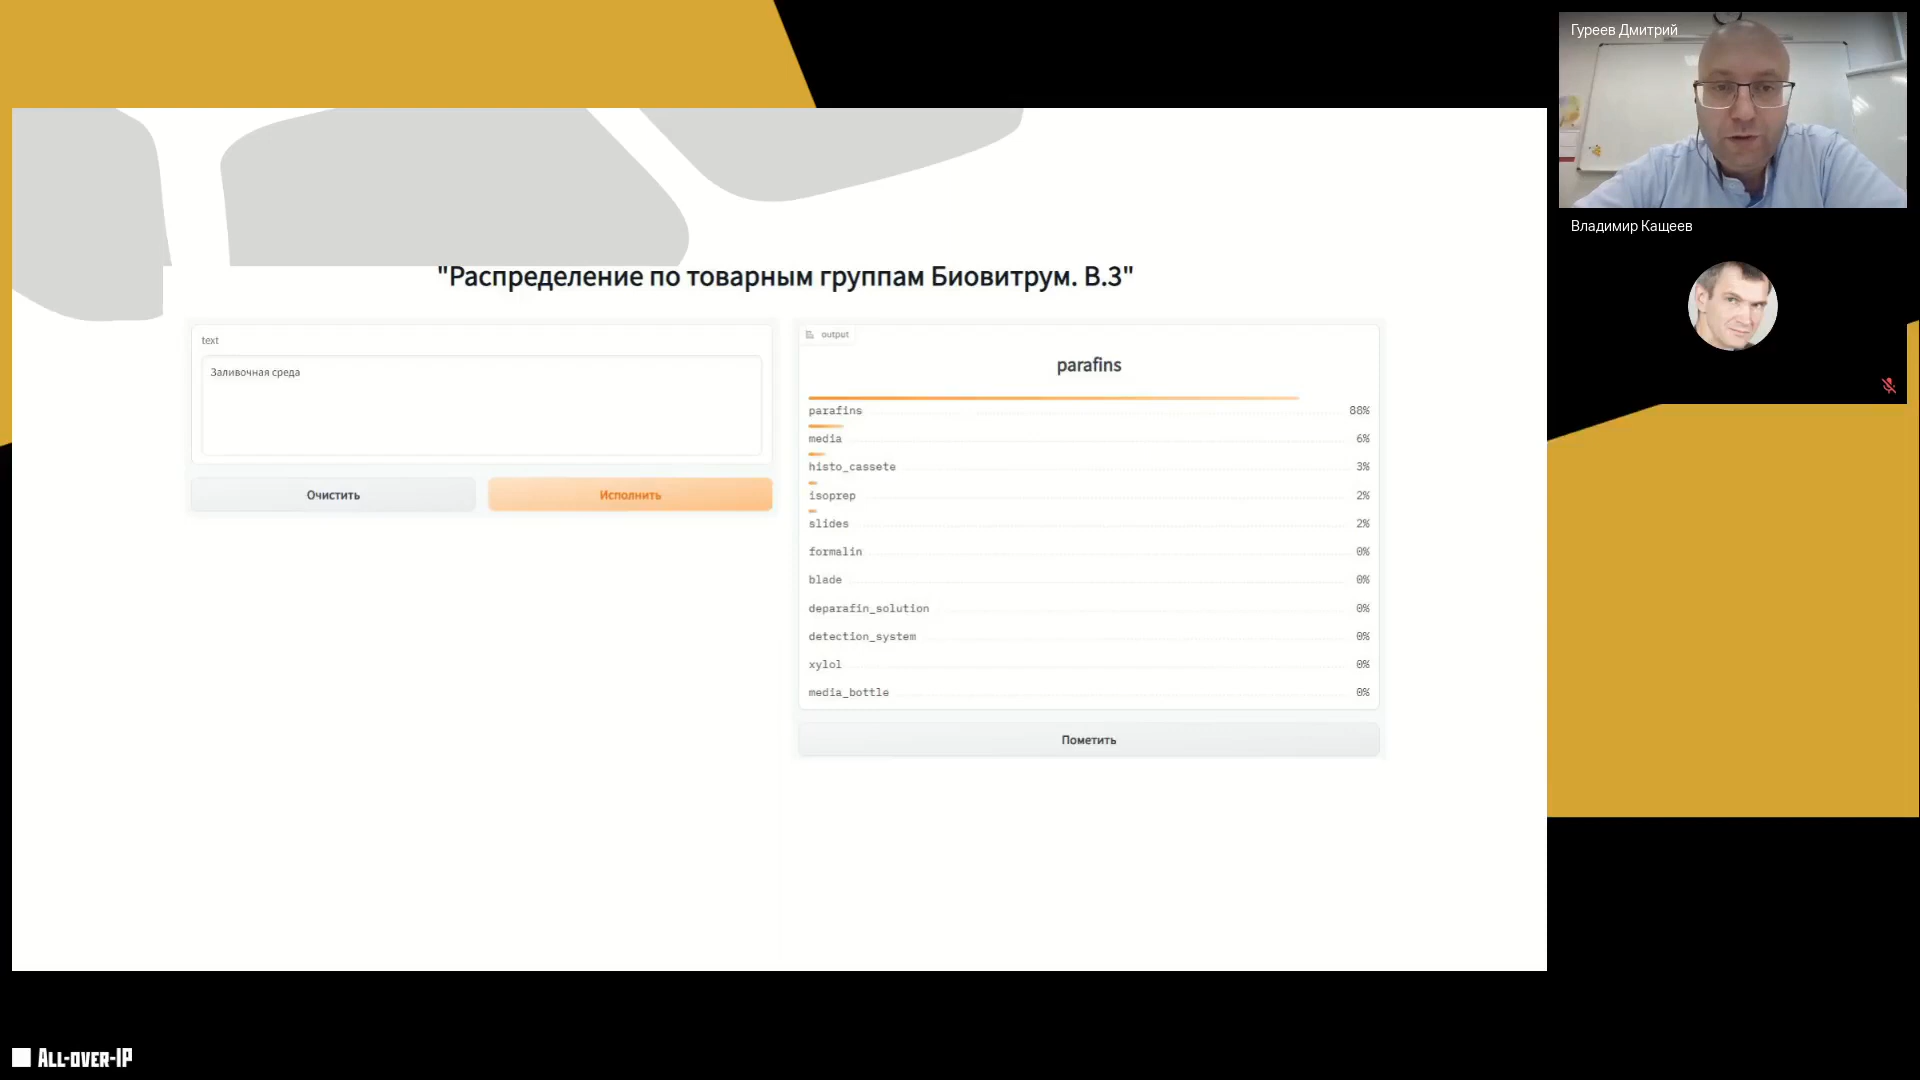 Гуреев Дмитрий
Владимир Кащеев
"Распределение по товарным группам Биовитрум. В.3"
text
Заливочная среда
Очистить
Исполнить
output
parafins
parafins 88%
media 6%
histo_cassete 3%
isoprep 2%
slides 2%
formalin 0%
blade 0%
deparafin_solution 0%
detection_system 0%
xylol 0%
media_bottle 0%
Пометить
ALL-OVER-IP